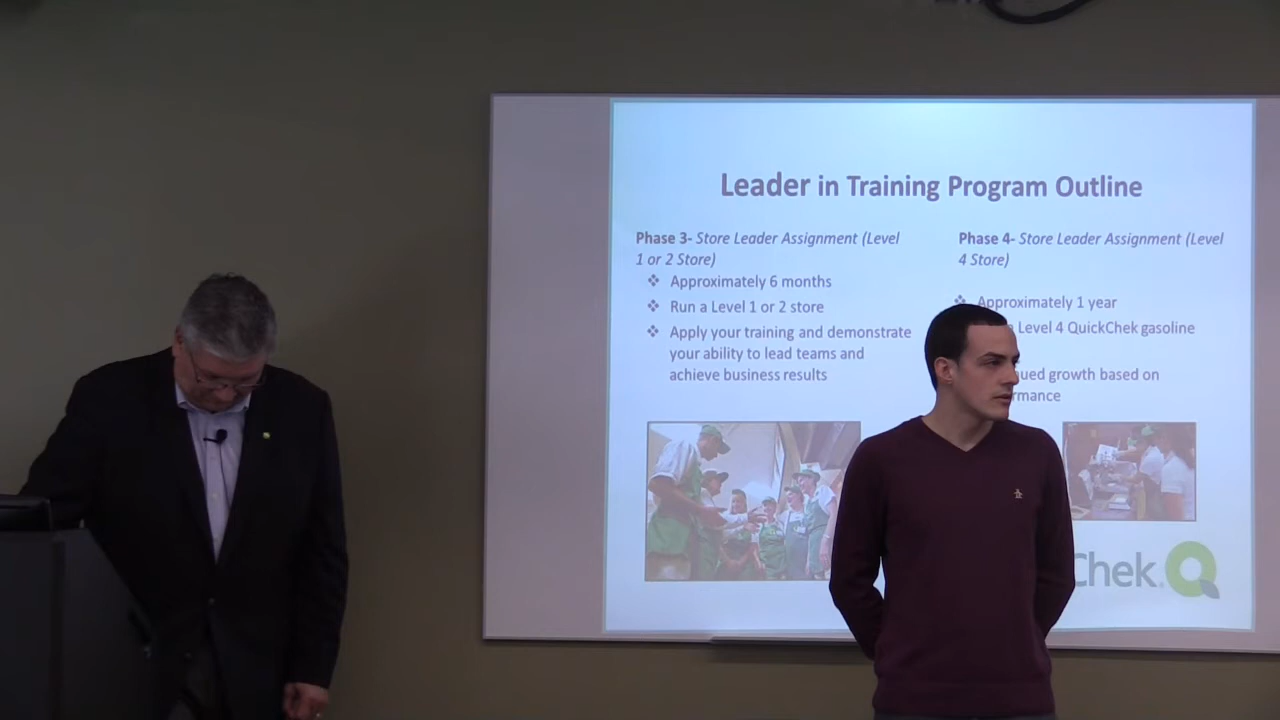 Leader in Training Program Outline
Phase 3- Store Leader Assignment (Level
1 or 2 Store)
❖ Approximately 6 months
❖ Run a Level 1 or 2 store
❖ Apply your training and demonstrate
your ability to lead teams and
achieve business results
Phase 4- Store Leader Assignment (Level
4 Store)
❖ Approximately 1 year
a Level 4 QuickChek gasoline
ued growth based on
rmance
Chek.